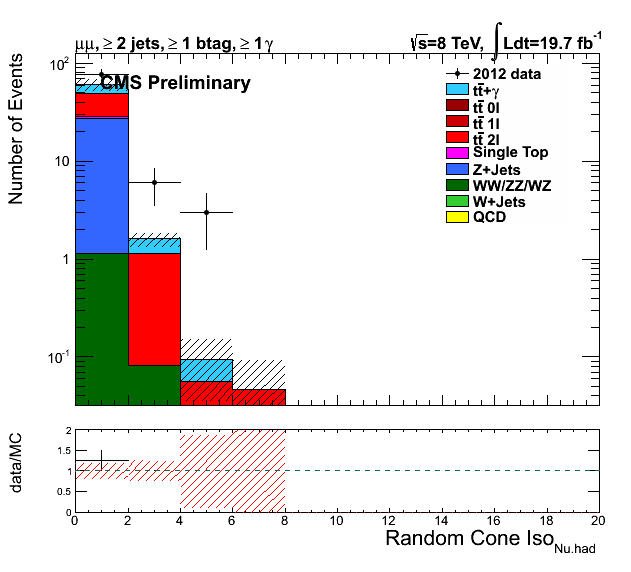 μμ, ≥ 2 jets, ≥ 1 btag, ≥ 1 γ
√s=8 TeV, ∫ Ldt=19.7 fb⁻¹
CMS Preliminary
Number of Events
10²
10
1
10⁻¹
2012 data
tt̄+γ
tt̄ 0l
tt̄ 1l
tt̄ 2l
Single Top
Z+Jets
WW/ZZ/WZ
W+Jets
QCD
data/MC
2
1.5
1
0.5
0
0 2 4 6 8 10 12 14 16 18 20
Random Cone Iso Nu.had